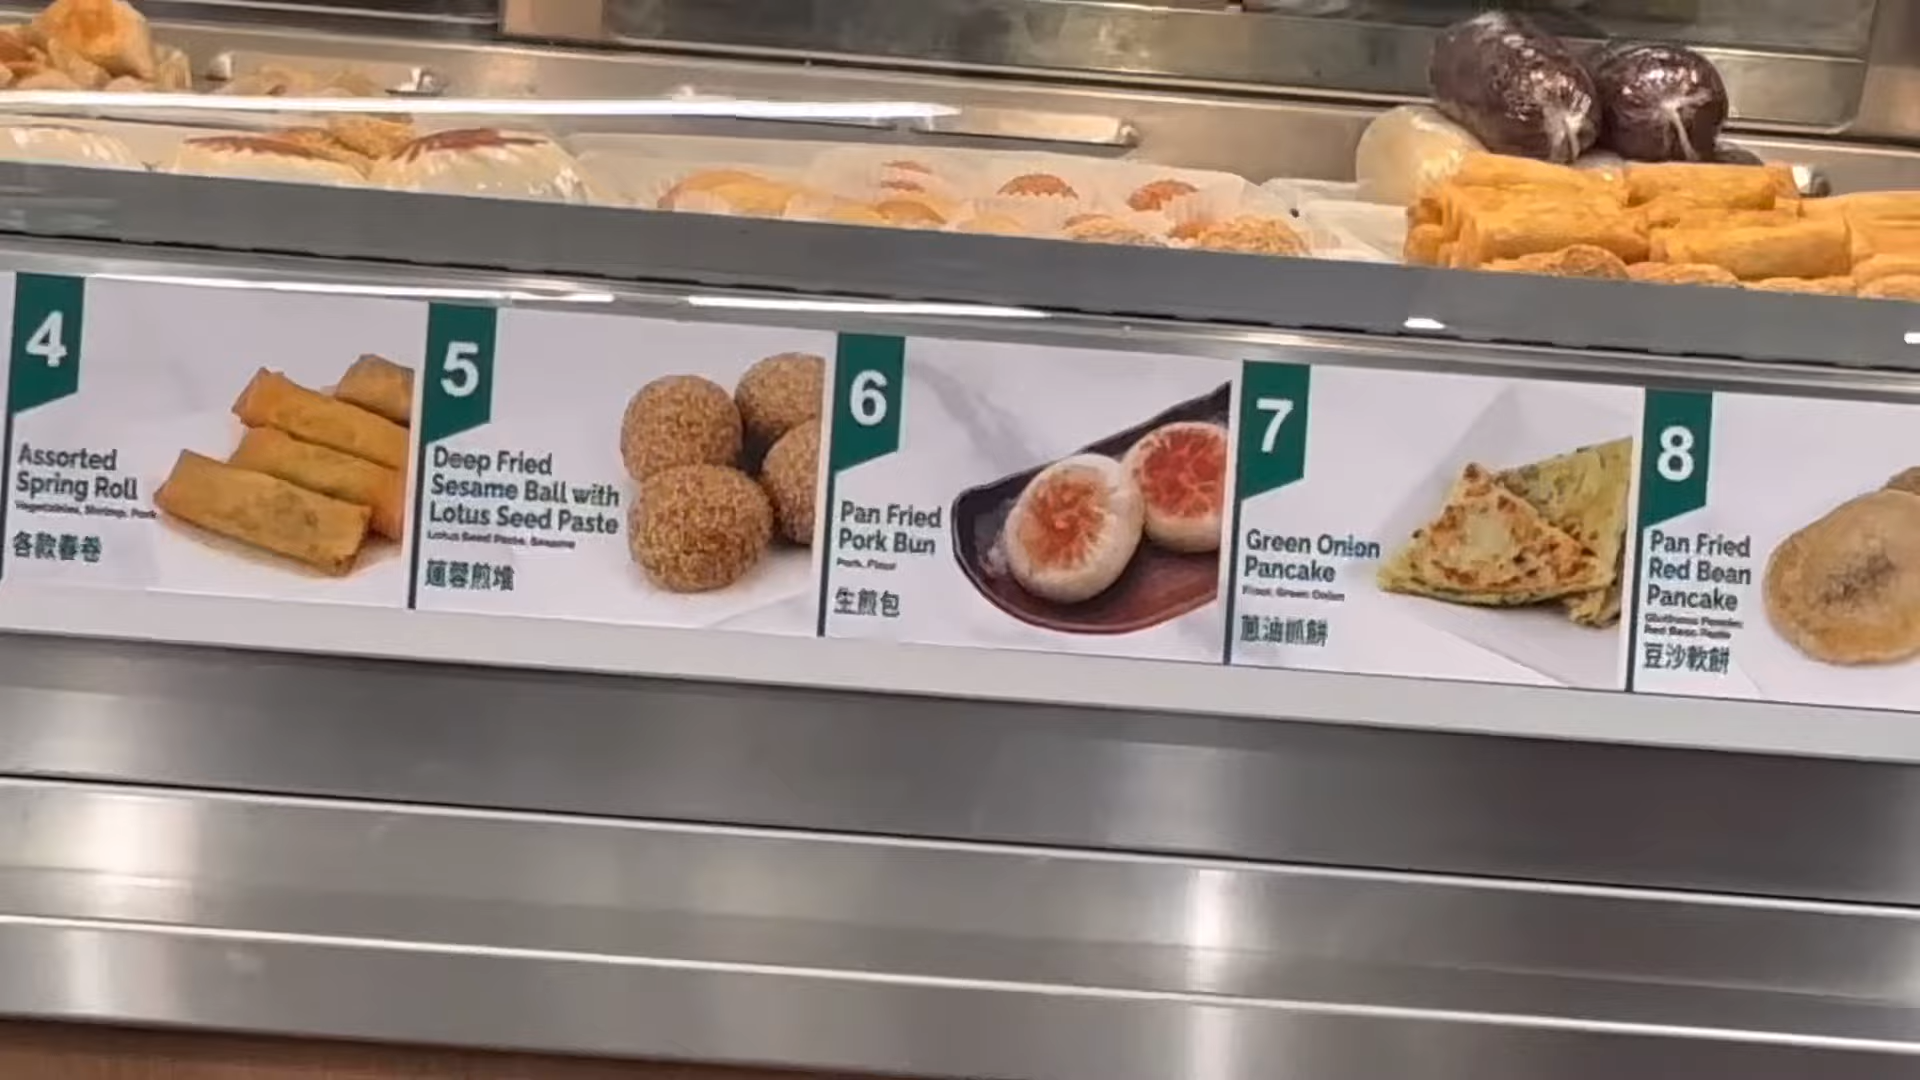 4
Assorted
Spring Roll
Vegetables, Shrimp, Pork
各款春卷
5
Deep Fried
Sesame Ball with
Lotus Seed Paste
Lotus Seed Paste, Sesame
蓮蓉煎堆
6
Pan Fried
Pork Bun
Pork, Flour
生煎包
7
Green Onion
Pancake
Flour, Green Onion
蔥油抓餅
8
Pan Fried
Red Bean
Pancake
Red Bean Paste
豆沙軟餅